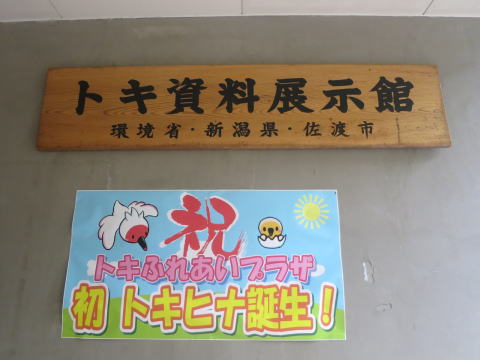 トキ資料展示館
環境省・新潟県・佐渡市
祝
トキふれあいプラザ
初トキヒナ誕生!